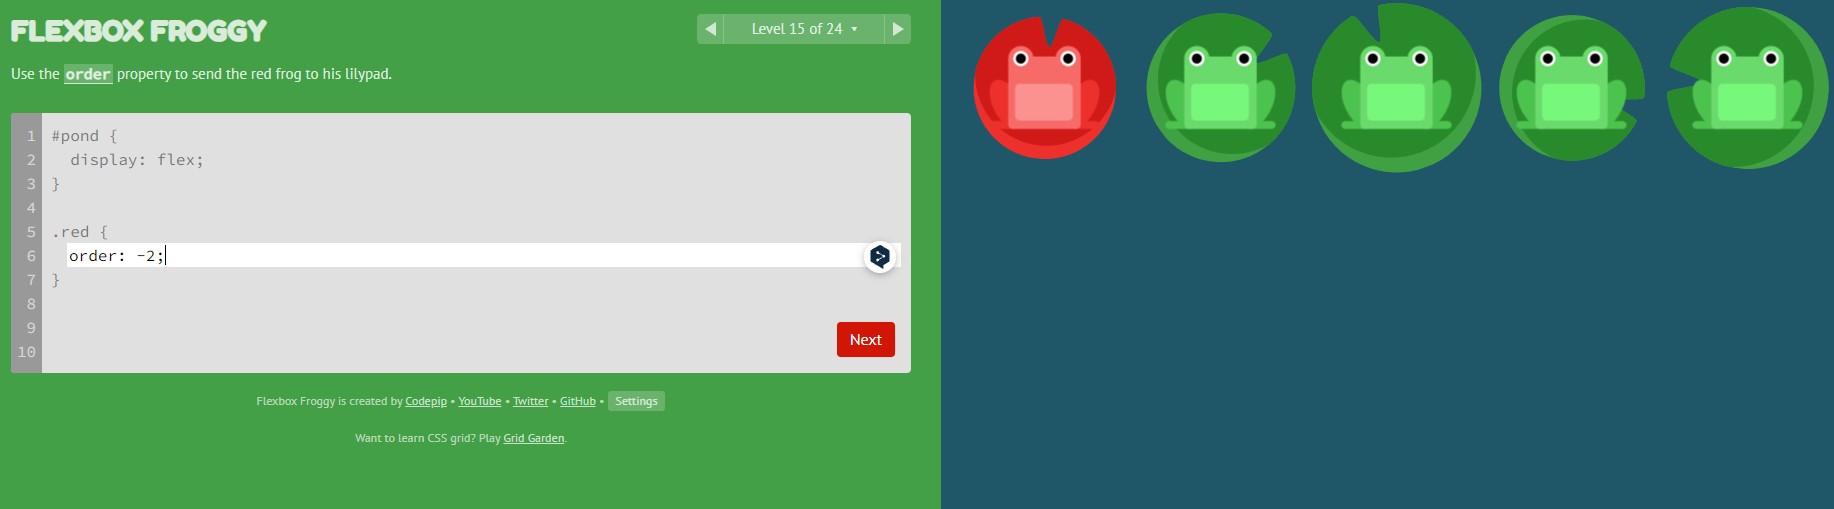 FLEXBOX FROGGY
Level 15 of 24
Use the order property to send the red frog to his lilypad.
1 #pond {
2 display: flex;
3 }
4
5 .red {
6 order: -2;
7 }
8
9
10
Next
Flexbox Froggy is created by Codepip • YouTube • Twitter • GitHub • Settings
Want to learn CSS grid? Play Grid Garden.